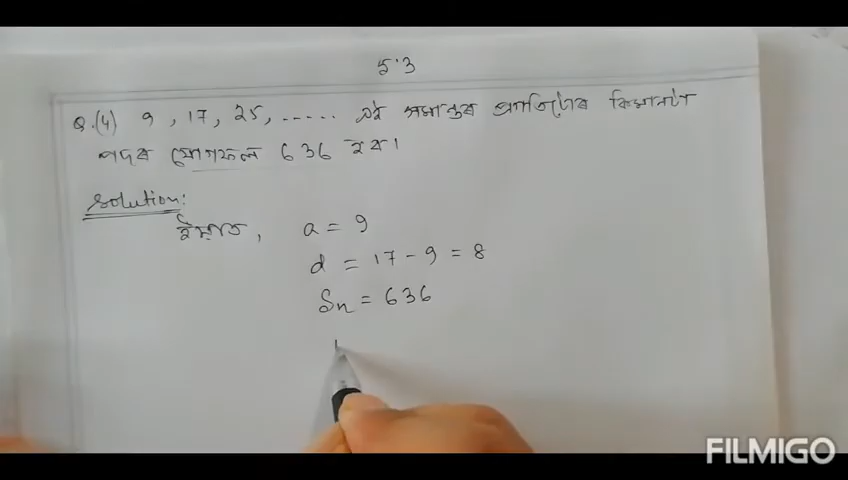 5.3
Q.(4) 9, 17, 25, ..... এই সমান্তৰ প্ৰগতিটোৰ কিমানটা
পদৰ যোগফল 636 হব।
Solution:
ইয়াত, a = 9
d = 17 - 9 = 8
Sn = 636
FILMIGO